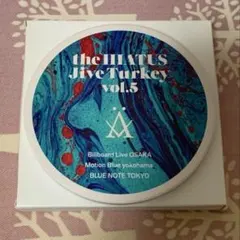 the HIATUS
Jive Turkey
vol.5
Billboard Live OSAKA
Motion Blue yokohama
BLUE NOTE TOKYO